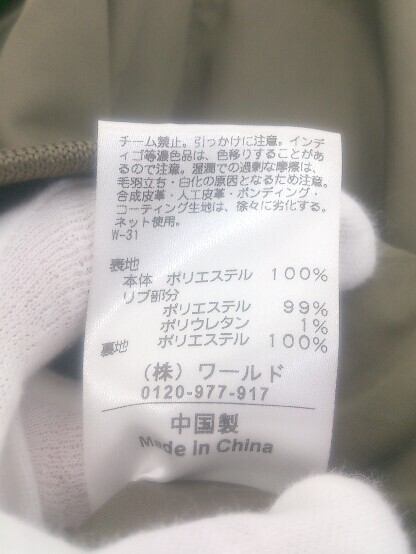 チーム禁止。引っかけに注意。インデ
ィゴ等濃色品は、色移りすることがあ
るので注意。湿潤での過剰な摩擦は、
毛羽立ち・白化の原因となるため注意。
合成皮革・人工皮革・ボンディング・
コーティング生地は、徐々に劣化する。
ネット使用。
W-31
表地
本体 ポリエステル 100%
リブ部分
ポリエステル 99%
ポリウレタン 1%
裏地 ポリエステル 100%
(株)ワールド
0120-977-917
中国製
Made in China